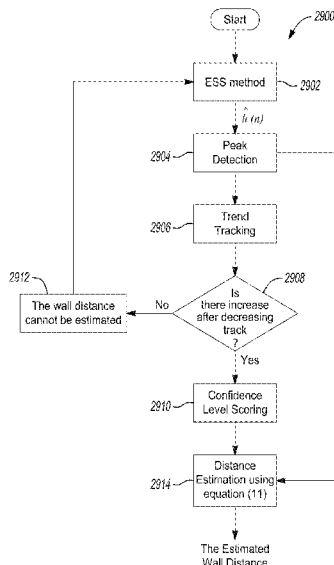 Start
2900
ESS method
2902
ĥ (n)
2904
Peak
Detection
2906
Trend
Tracking
2912
2908
The wall distance
cannot be estimated
No
Is
there increase
after decreasing
track
?
Yes
2910
Confidence
Level Scoring
2914
Distance
Estimation using
equation (11)
The Estimated
Wall Distance